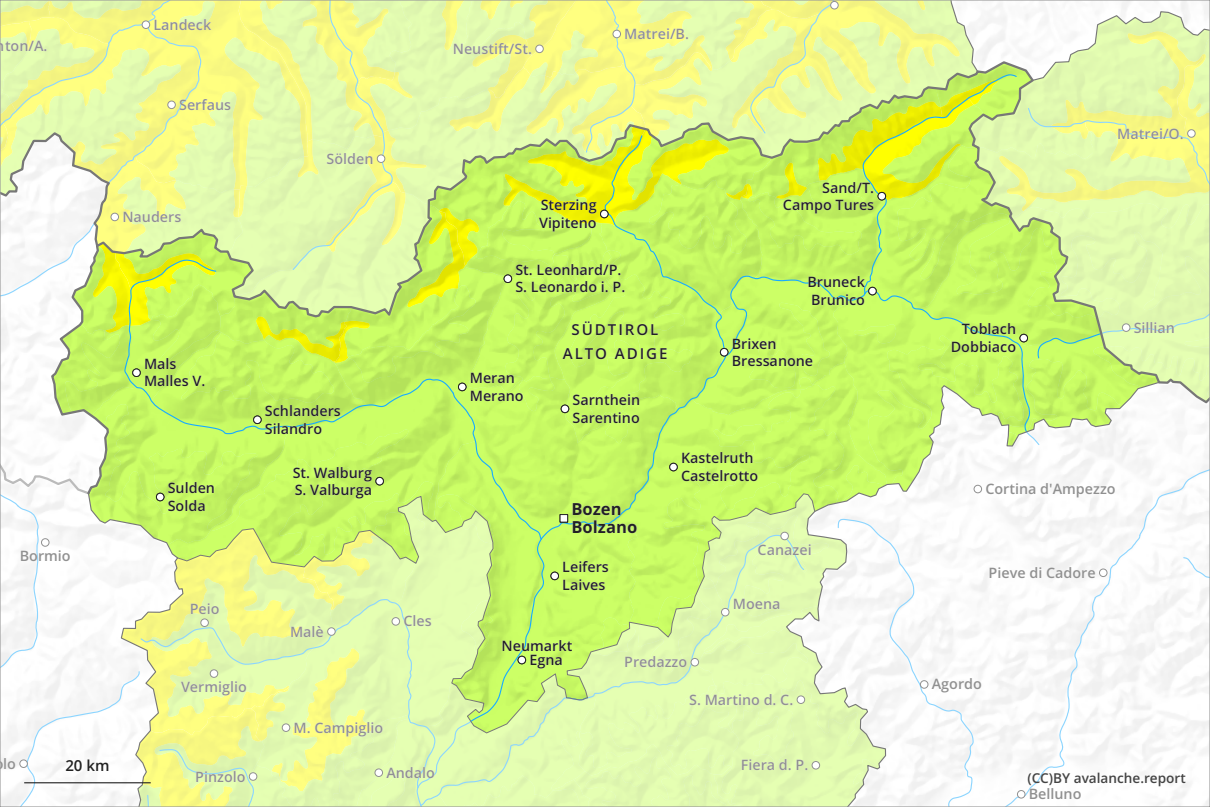 Landeck
nton/A.
Neustift/St.
Matrei/B.
Serfaus
Sölden
Matrei/O.
Nauders
Sand/T.
Campo Tures
Sterzing
Vipiteno
St. Leonhard/P.
S. Leonardo i. P.
Bruneck
Brunico
SÜDTIROL
ALTO ADIGE
Toblach
Dobbiaco
Sillian
Brixen
Bressanone
Mals
Malles V.
Meran
Merano
Sarnthein
Sarentino
Schlanders
Silandro
Kastelruth
Castelrotto
St. Walburg
S. Valburga
Sulden
Solda
Cortina d'Ampezzo
Bozen
Bolzano
Bormio
Canazei
Leifers
Laives
Pieve di Cadore
Peio
Malè
Cles
Moena
Neumarkt
Egna
Predazzo
Vermiglio
Agordo
S. Martino d. C.
M. Campiglio
Fiera d. P.
olo
20 km
Pinzolo
Andalo
(CC)BY avalanche.report
Belluno